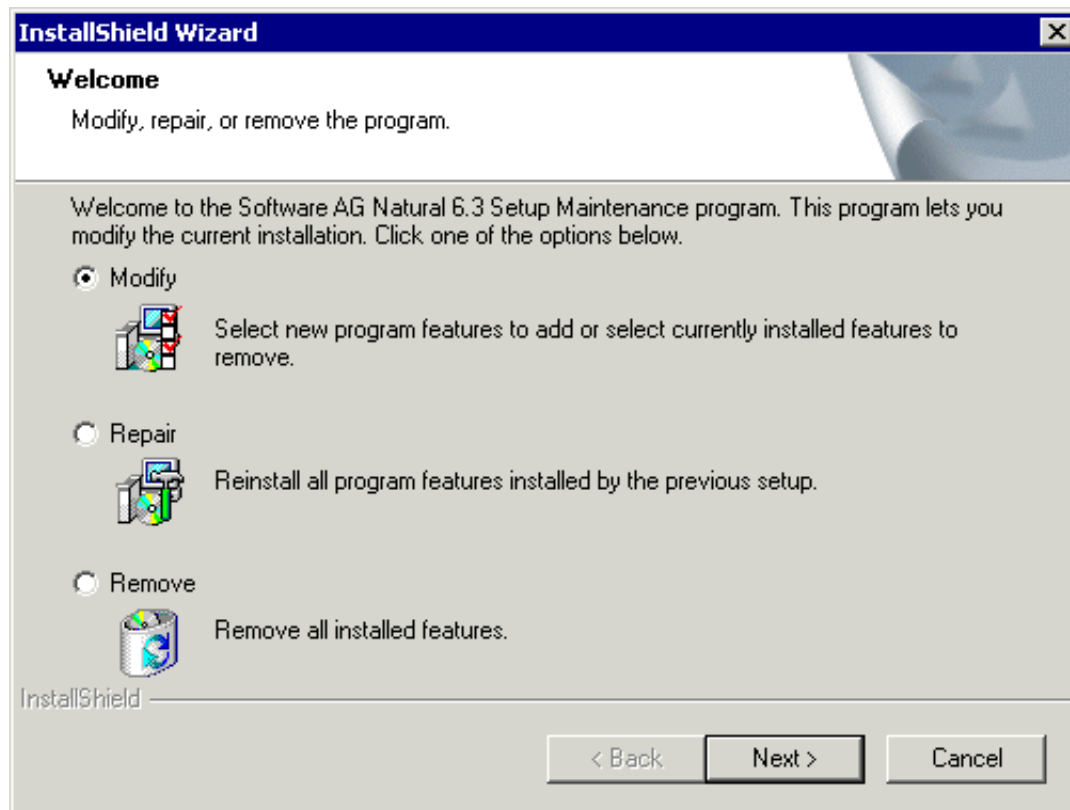 InstallShield Wizard
Welcome
Modify, repair, or remove the program.
Welcome to the Software AG Natural 6.3 Setup Maintenance program. This program lets you
modify the current installation. Click one of the options below.
Modify
Select new program features to add or select currently installed features to
remove.
Repair
Reinstall all program features installed by the previous setup.
Remove
Remove all installed features.
InstallShield
< Back
Next >
Cancel